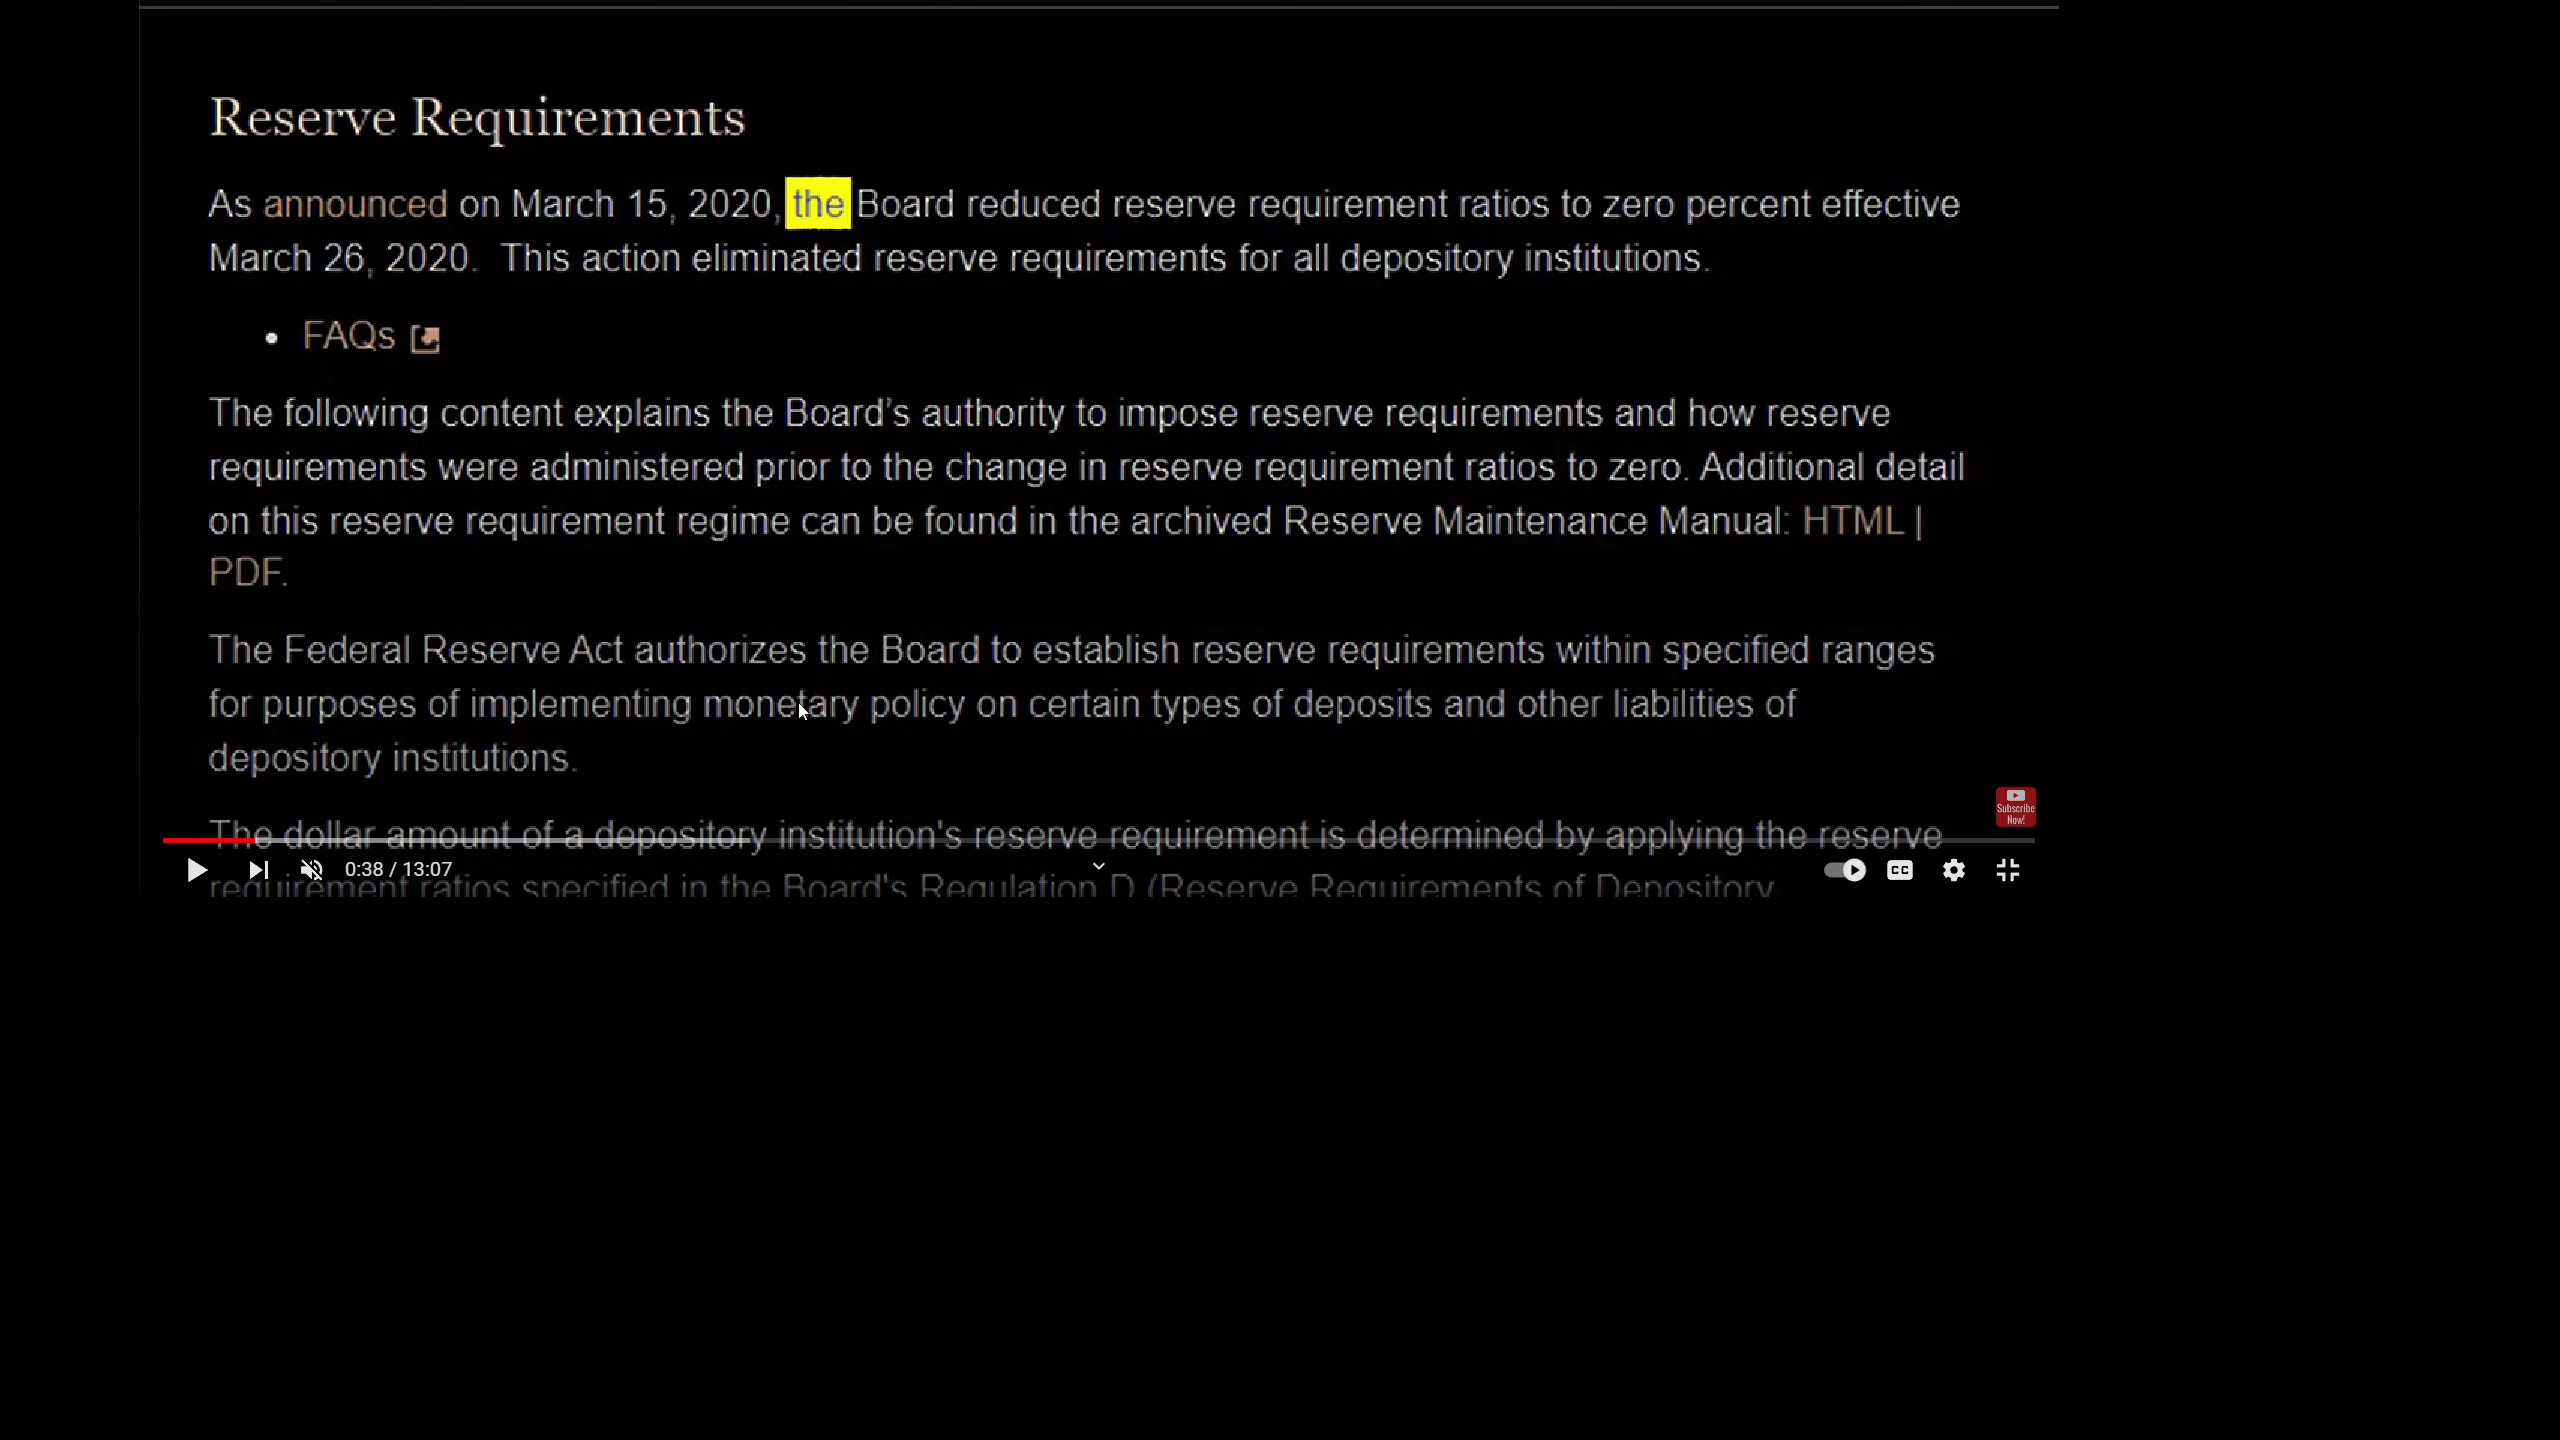 Reserve Requirements
As announced on March 15, 2020, the Board reduced reserve requirement ratios to zero percent effective
March 26, 2020.  This action eliminated reserve requirements for all depository institutions.
• FAQs
The following content explains the Board’s authority to impose reserve requirements and how reserve
requirements were administered prior to the change in reserve requirement ratios to zero. Additional detail
on this reserve requirement regime can be found in the archived Reserve Maintenance Manual: HTML |
PDF.
The Federal Reserve Act authorizes the Board to establish reserve requirements within specified ranges
for purposes of implementing monetary policy on certain types of deposits and other liabilities of
depository institutions.
Subscribe
Now!
The dollar amount of a depository institution's reserve requirement is determined by applying the reserve
0:38 / 13:07
CC
requirement ratios specified in the Board's Regulation D (Reserve Requirements of Depository